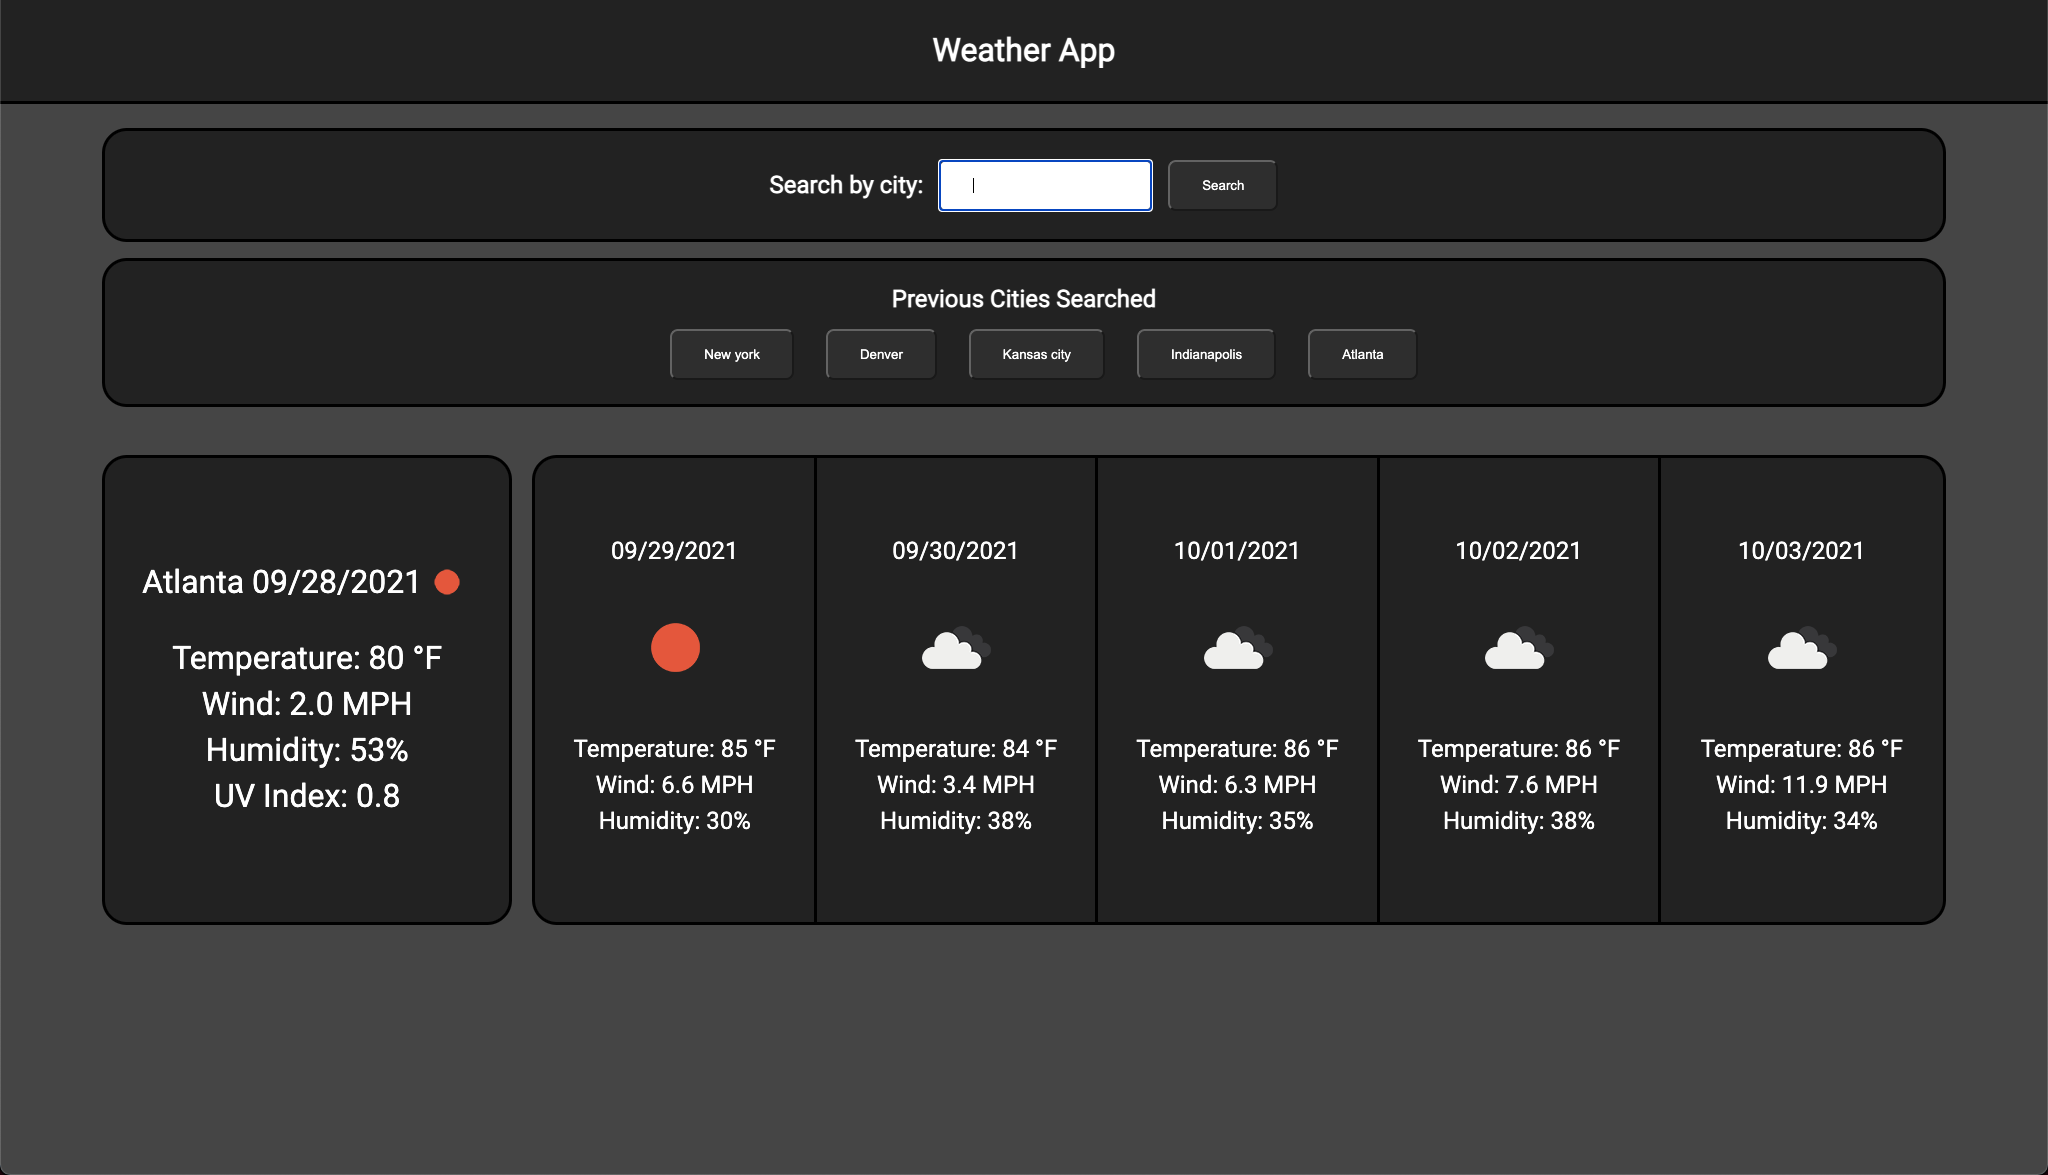 Weather App
Search by city:
Search
Previous Cities Searched
New york
Denver
Kansas city
Indianapolis
Atlanta
Atlanta 09/28/2021
Temperature: 80 °F
Wind: 2.0 MPH
Humidity: 53%
UV Index: 0.8
09/29/2021
Temperature: 85 °F
Wind: 6.6 MPH
Humidity: 30%
09/30/2021
Temperature: 84 °F
Wind: 3.4 MPH
Humidity: 38%
10/01/2021
Temperature: 86 °F
Wind: 6.3 MPH
Humidity: 35%
10/02/2021
Temperature: 86 °F
Wind: 7.6 MPH
Humidity: 38%
10/03/2021
Temperature: 86 °F
Wind: 11.9 MPH
Humidity: 34%